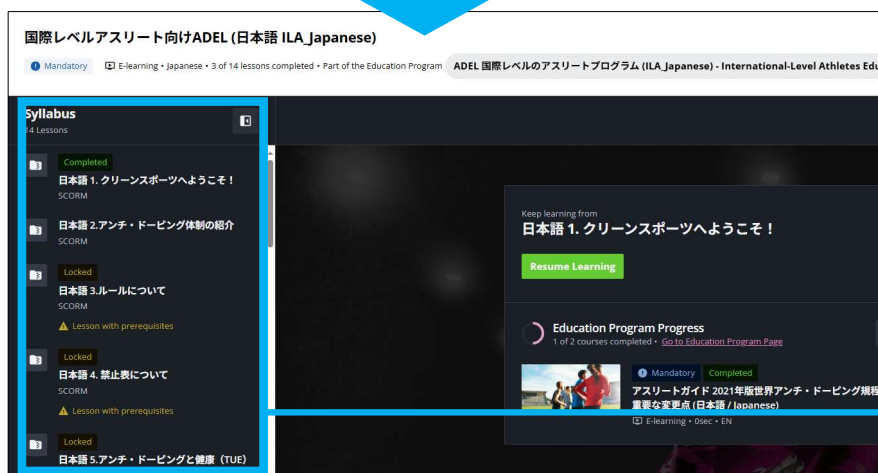 国際レベルアスリート向けADEL (日本語 ILA_Japanese)
Mandatory E-learning • Japanese • 3 of 14 lessons completed • Part of the Education Program ADEL 国際レベルのアスリートプログラム (ILA_Japanese) - International-Level Athletes Edu
Syllabus
14 Lessons
Completed
日本語 1. クリーンスポーツへようこそ！
SCORM
日本語 2.アンチ・ドーピング体制の紹介
SCORM
Locked
日本語 3.ルールについて
SCORM
Lesson with prerequisites
Locked
日本語 4. 禁止表について
SCORM
Lesson with prerequisites
Locked
日本語 5.アンチ・ドーピングと健康（TUE）
Keep learning from
日本語 1. クリーンスポーツへようこそ！
Resume Learning
Education Program Progress
1 of 2 courses completed • Go to Education Program Page
Mandatory Completed
アスリートガイド 2021年版世界アンチ・ドーピング規程
重要な変更点 (日本語 / Japanese)
E-learning • 0sec • EN